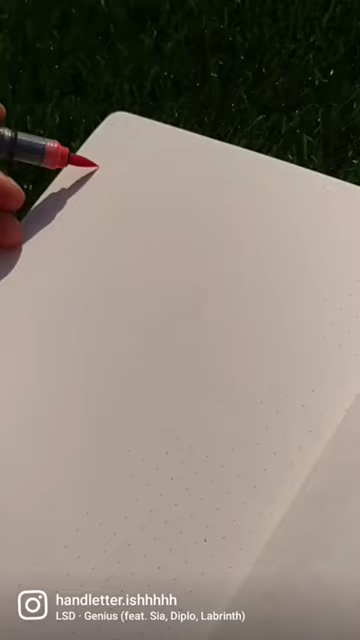 handletter.ishhhhh
LSD · Genius (feat. Sia, Diplo, Labrinth)